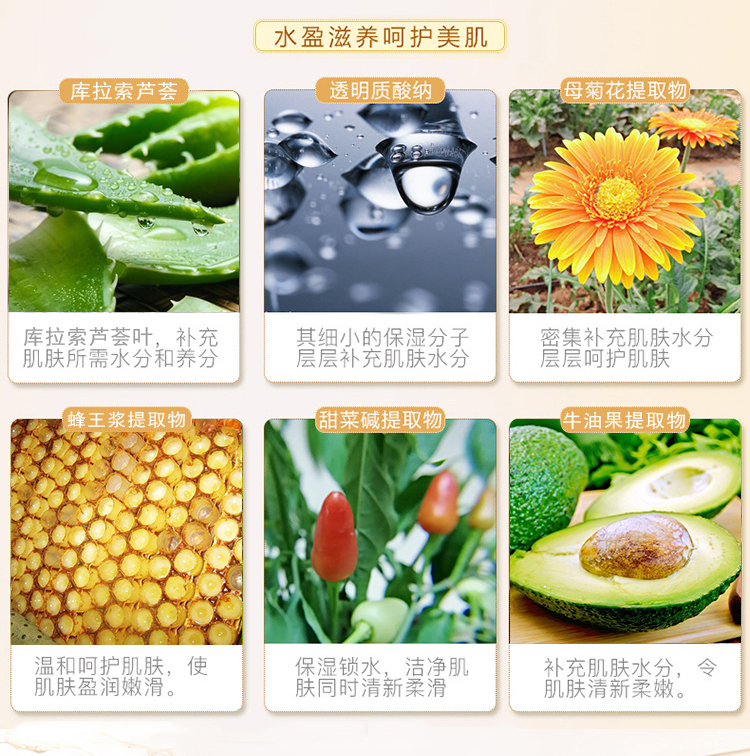 水盈滋养呵护美肌
库拉索芦荟
透明质酸纳
母菊花提取物
库拉索芦荟叶，补充
肌肤所需水分和养分
其细小的保湿分子
层层补充肌肤水分
密集补充肌肤水分
层层呵护肌肤
蜂王浆提取物
甜菜碱提取物
牛油果提取物
温和呵护肌肤，使
肌肤盈润嫩滑。
保湿锁水，洁净肌
肤同时清新柔滑
补充肌肤水分，令
肌肤清新柔嫩。